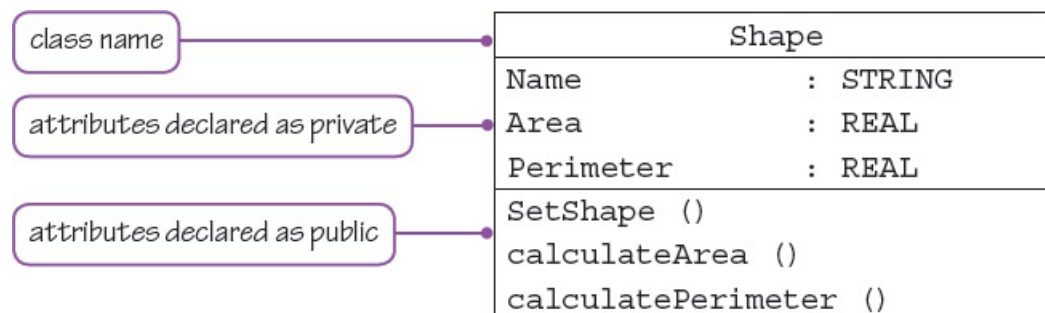 class name
Shape
Name : STRING
attributes declared as private
Area : REAL
Perimeter : REAL
attributes declared as public
SetShape ()
calculateArea ()
calculatePerimeter ()